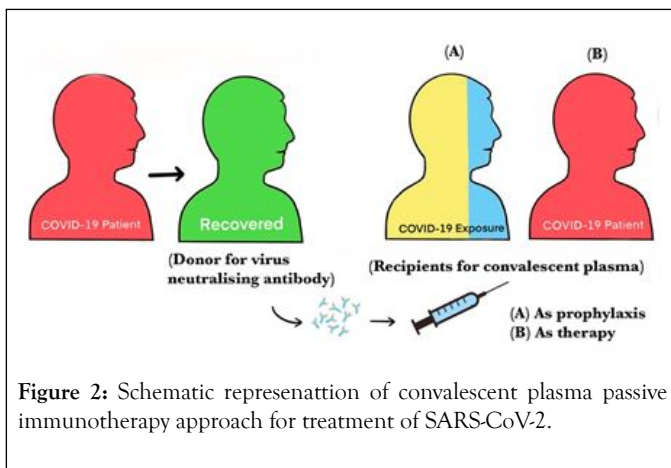 (A)
(B)
COVID-19 Patient
Recovered
COVID-19 Exposure
COVID-19 Patient
(Donor for virus
neutralising antibody)
(Recipients for convalescent plasma)
(A) As prophylaxis
(B) As therapy
Figure 2: Schematic represenattion of convalescent plasma passive
immunotherapy approach for treatment of SARS-CoV-2.